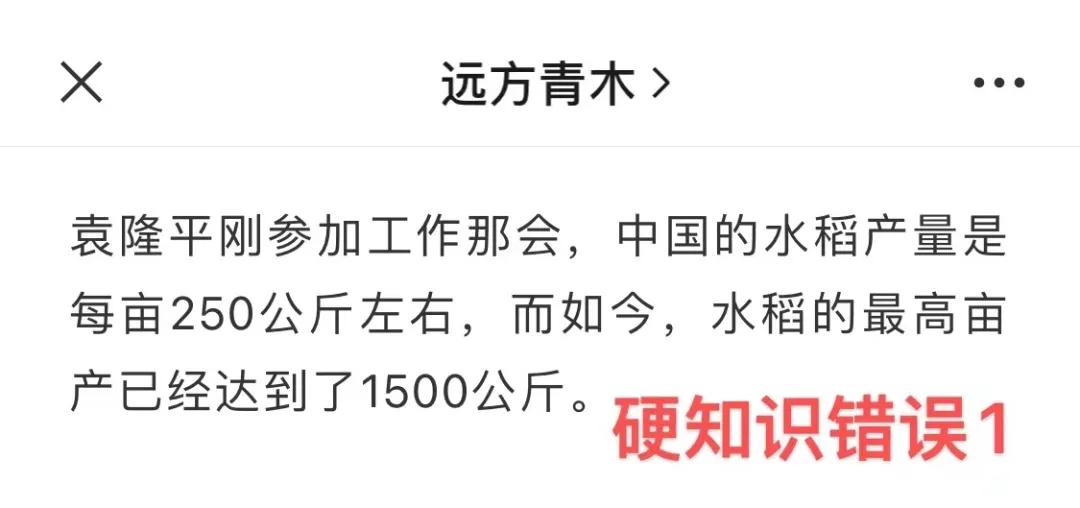 远方青木
袁隆平刚参加工作那会，中国的水稻产量是
每亩250公斤左右，而如今，水稻的最高亩
产已经达到了1500公斤。
硬知识错误1